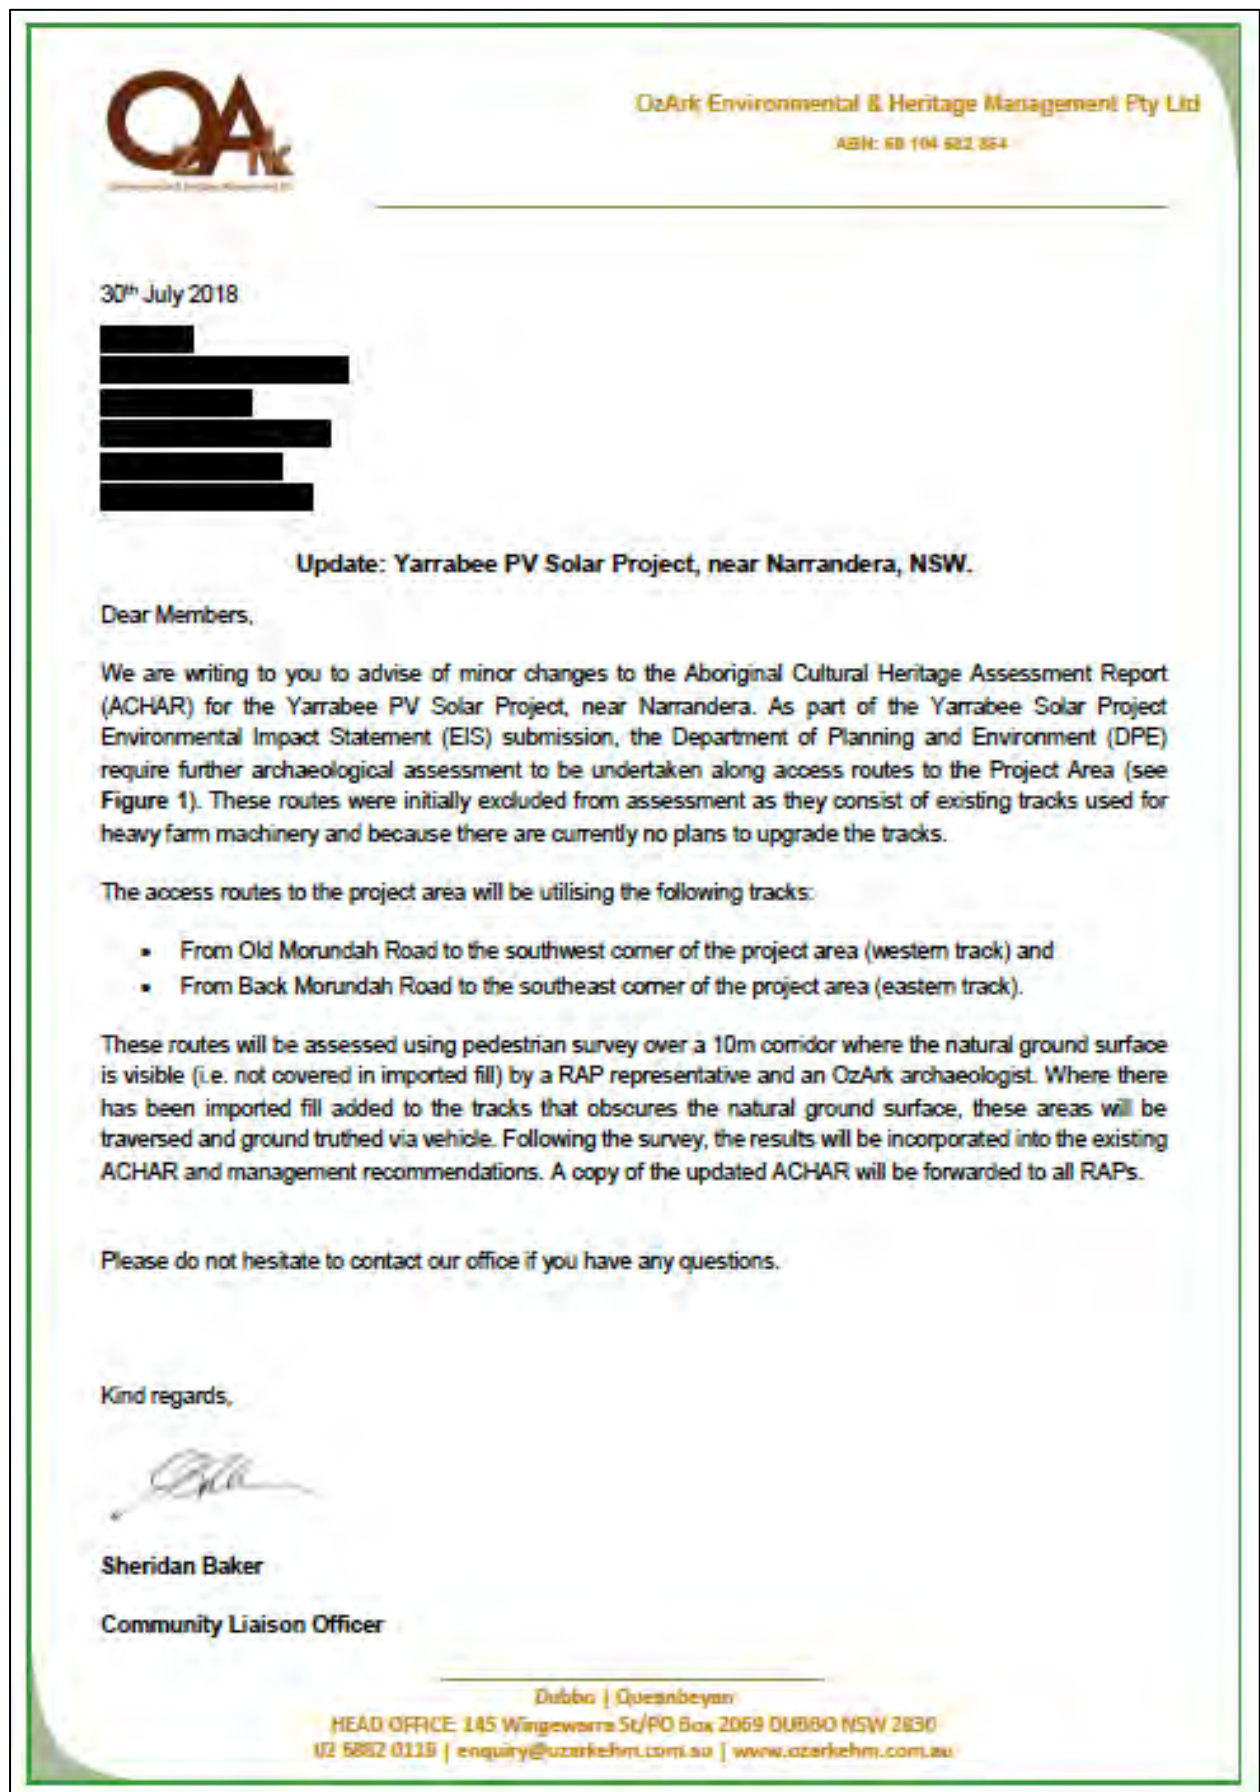 OzArk
OzArk Environmental & Heritage Management Pty Ltd
ABN:
30th July 2018
Update: Yarrabee PV Solar Project, near Narrandera, NSW.
Dear Members,
We are writing to you to advise of minor changes to the Aboriginal Cultural Heritage Assessment Report
(ACHAR) for the Yarrabee PV Solar Project, near Narrandera. As part of the Yarrabee Solar Project
Environmental Impact Statement (EIS) submission, the Department of Planning and Environment (DPE)
require further archaeological assessment to be undertaken along access routes to the Project Area (see
Figure 1). These routes were initially excluded from assessment as they consist of existing tracks used for
heavy farm machinery and because there are currently no plans to upgrade the tracks.
The access routes to the project area will be utilising the following tracks:
• From Old Morundah Road to the southwest corner of the project area (western track) and
• From Back Morundah Road to the southeast corner of the project area (eastern track).
These routes will be assessed using pedestrian survey over a 10m corridor where the natural ground surface
is visible (i.e. not covered in imported fill) by a RAP representative and an OzArk archaeologist. Where there
has been imported fill added to the tracks that obscures the natural ground surface, these areas will be
traversed and ground truthed via vehicle. Following the survey, the results will be incorporated into the existing
ACHAR and management recommendations. A copy of the updated ACHAR will be forwarded to all RAPs.
Please do not hesitate to contact our office if you have any questions.
Kind regards,
Sheridan Baker
Community Liaison Officer
Dubbo | Queanbeyan
HEAD OFFICE: 145 Wingewarra St/PO Box 2069 DUBBO NSW 2830
enquiry@ozarkehm.com.au | www.ozarkehm.com.au